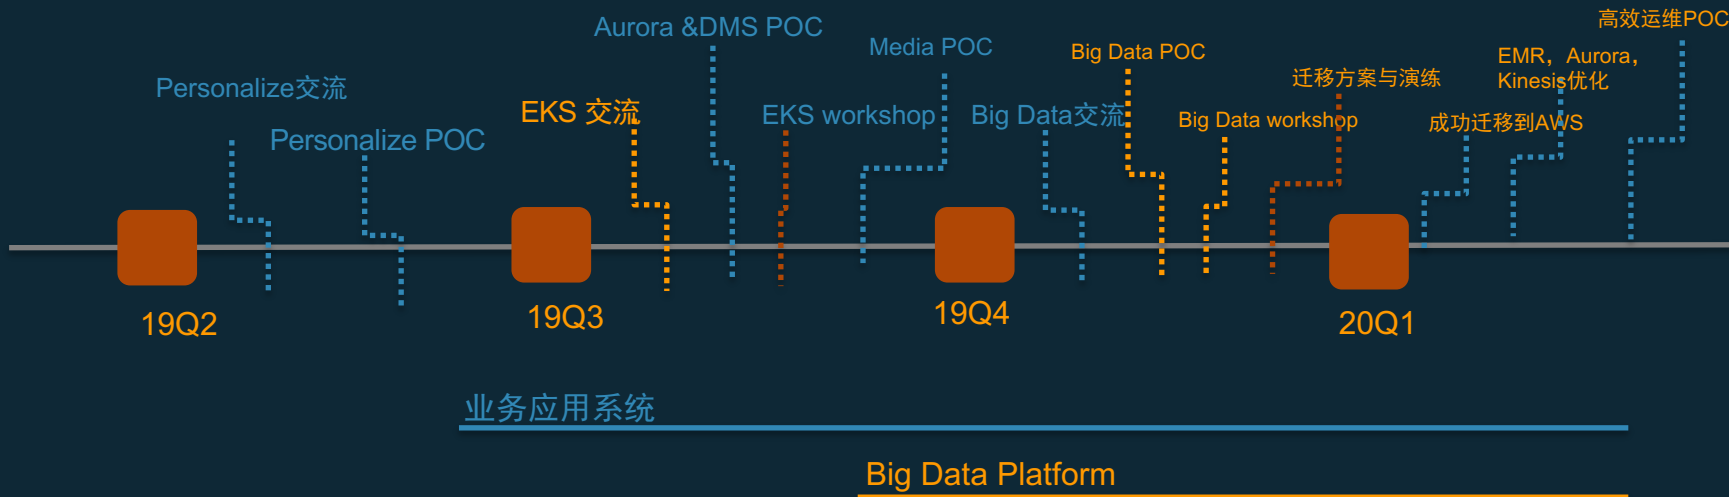 高效运维POC
Aurora &DMS POC
Media POC
Big Data POC
EMR，Aurora，
Kinesis优化
Personalize交流
迁移方案与演练
EKS 交流
EKS workshop
Big Data交流
Big Data workshop
成功迁移到AWS
Personalize POC
19Q2
19Q3
19Q4
20Q1
业务应用系统
Big Data Platform